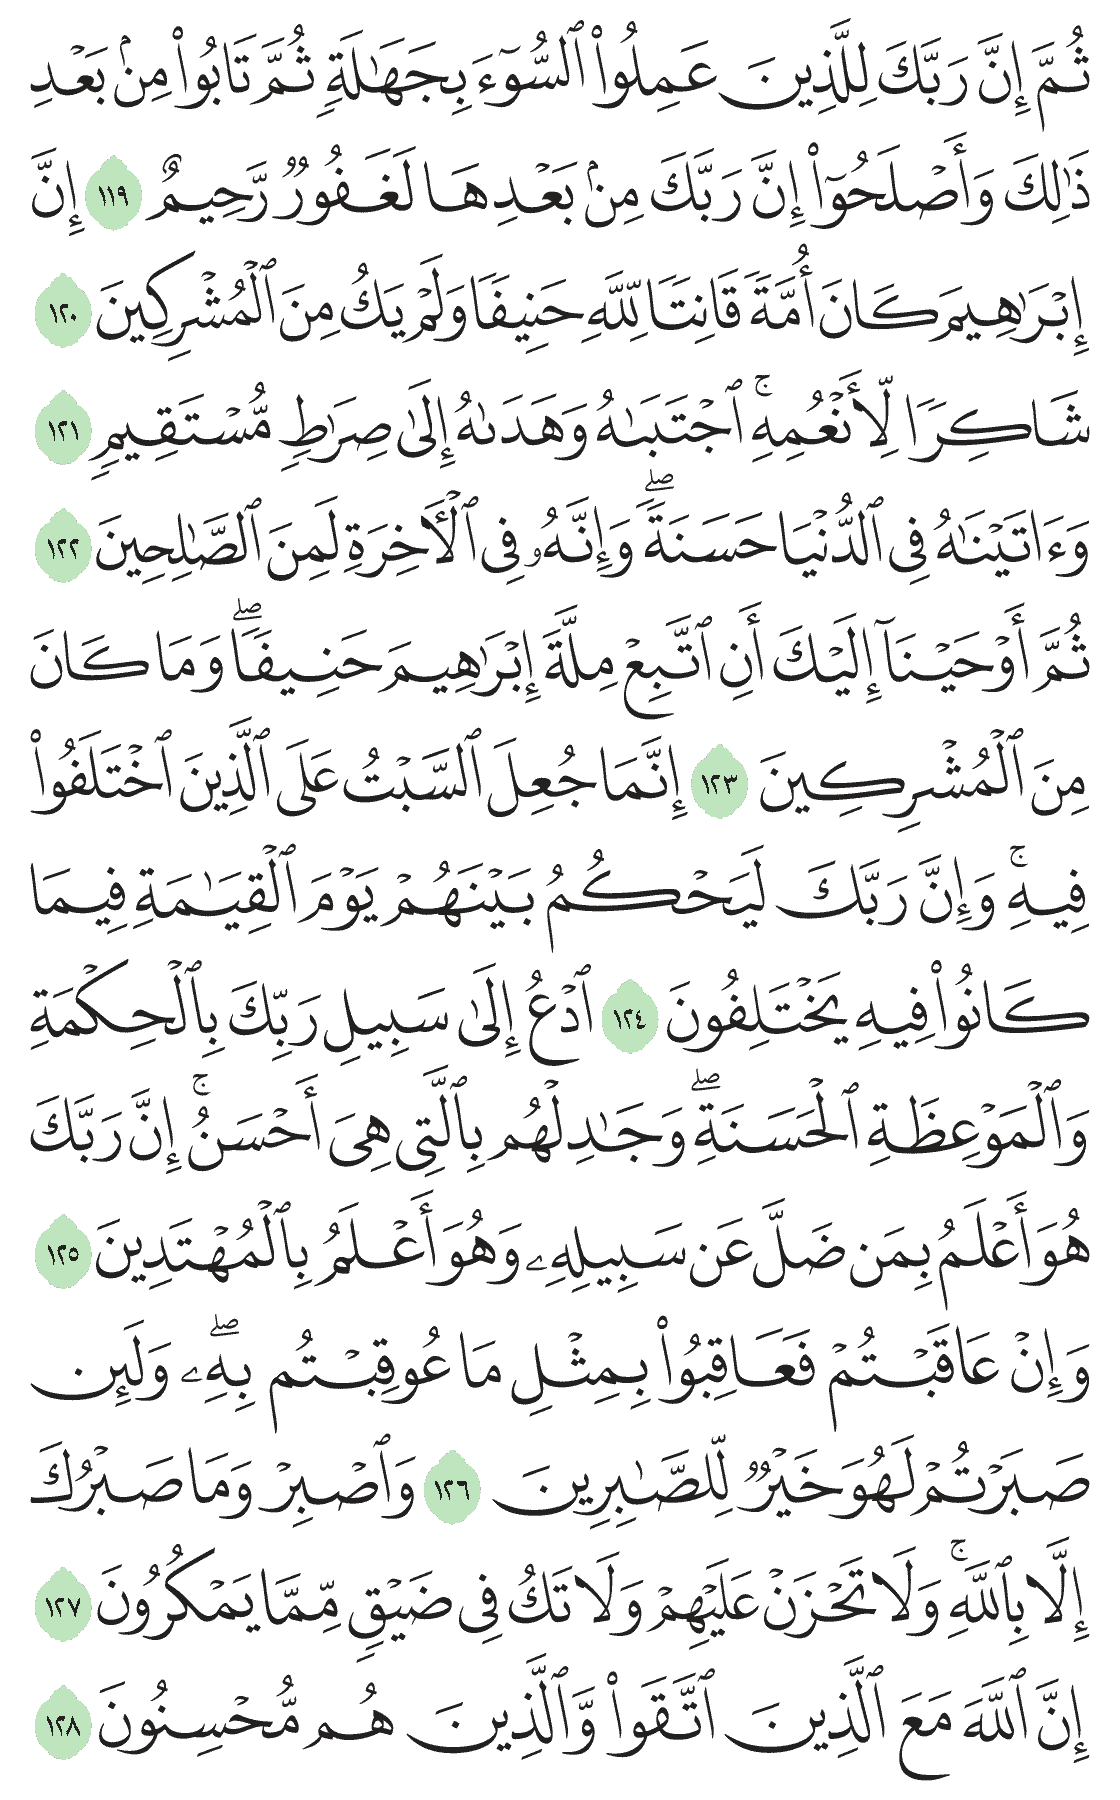 ثُمَّ إِنَّ رَبَّكَ لِلَّذِينَ عَمِلُوا۟ ٱلسُّوٓءَ بِجَهَـٰلَةٍ ثُمَّ تَابُوا۟ مِنۢ بَعْدِ
ذَٰلِكَ وَأَصْلَحُوٓا۟ إِنَّ رَبَّكَ مِنۢ بَعْدِهَا لَغَفُورٌ رَّحِيمٌ ١١٩ إِنَّ
إِبْرَٰهِيمَ كَانَ أُمَّةً قَانِتًا لِّلَّهِ حَنِيفًا وَلَمْ يَكُ مِنَ ٱلْمُشْرِكِينَ ١٢٠
شَاكِرًا لِّأَنْعُمِهِ ۚ ٱجْتَبَىٰهُ وَهَدَىٰهُ إِلَىٰ صِرَٰطٍ مُّسْتَقِيمٍ ١٢١
وَءَاتَيْنَـٰهُ فِى ٱلدُّنْيَا حَسَنَةً ۖ وَإِنَّهُۥ فِى ٱلْـَٔاخِرَةِ لَمِنَ ٱلصَّـٰلِحِينَ ١٢٢
ثُمَّ أَوْحَيْنَآ إِلَيْكَ أَنِ ٱتَّبِعْ مِلَّةَ إِبْرَٰهِيمَ حَنِيفًا ۖ وَمَا كَانَ
مِنَ ٱلْمُشْرِكِينَ ١٢٣ إِنَّمَا جُعِلَ ٱلسَّبْتُ عَلَى ٱلَّذِينَ ٱخْتَلَفُوا۟
فِيهِ ۚ وَإِنَّ رَبَّكَ لَيَحْكُمُ بَيْنَهُمْ يَوْمَ ٱلْقِيَـٰمَةِ فِيمَا
كَانُوا۟ فِيهِ يَخْتَلِفُونَ ١٢٤ ٱدْعُ إِلَىٰ سَبِيلِ رَبِّكَ بِٱلْحِكْمَةِ
وَٱلْمَوْعِظَةِ ٱلْحَسَنَةِ ۖ وَجَـٰدِلْهُم بِٱلَّتِى هِىَ أَحْسَنُ ۚ إِنَّ رَبَّكَ
هُوَ أَعْلَمُ بِمَن ضَلَّ عَن سَبِيلِهِۦ وَهُوَ أَعْلَمُ بِٱلْمُهْتَدِينَ ١٢٥
وَإِنْ عَاقَبْتُمْ فَعَاقِبُوا۟ بِمِثْلِ مَا عُوقِبْتُم بِهِۦ ۖ وَلَئِن
صَبَرْتُمْ لَهُوَ خَيْرٌ لِّلصَّـٰبِرِينَ ١٢٦ وَٱصْبِرْ وَمَا صَبْرُكَ
إِلَّا بِٱللَّهِ ۚ وَلَا تَحْزَنْ عَلَيْهِمْ وَلَا تَكُ فِى ضَيْقٍ مِّمَّا يَمْكُرُونَ ١٢٧
إِنَّ ٱللَّهَ مَعَ ٱلَّذِينَ ٱتَّقَوا۟ وَّٱلَّذِينَ هُم مُّحْسِنُونَ ١٢٨